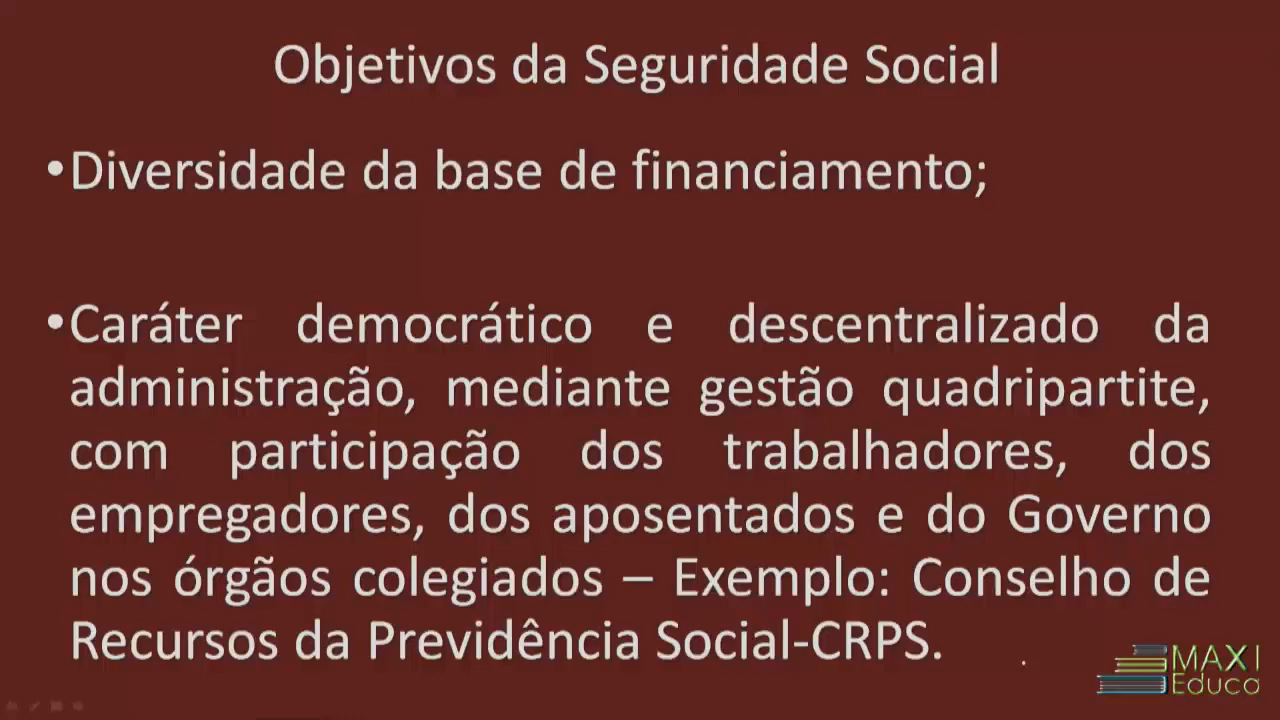 Objetivos da Seguridade Social
•Diversidade da base de financiamento;
•Caráter democrático e descentralizado da
administração, mediante gestão quadripartite,
com participação dos trabalhadores, dos
empregadores, dos aposentados e do Governo
nos órgãos colegiados – Exemplo: Conselho de
Recursos da Previdência Social-CRPS.
MAXI
Educa